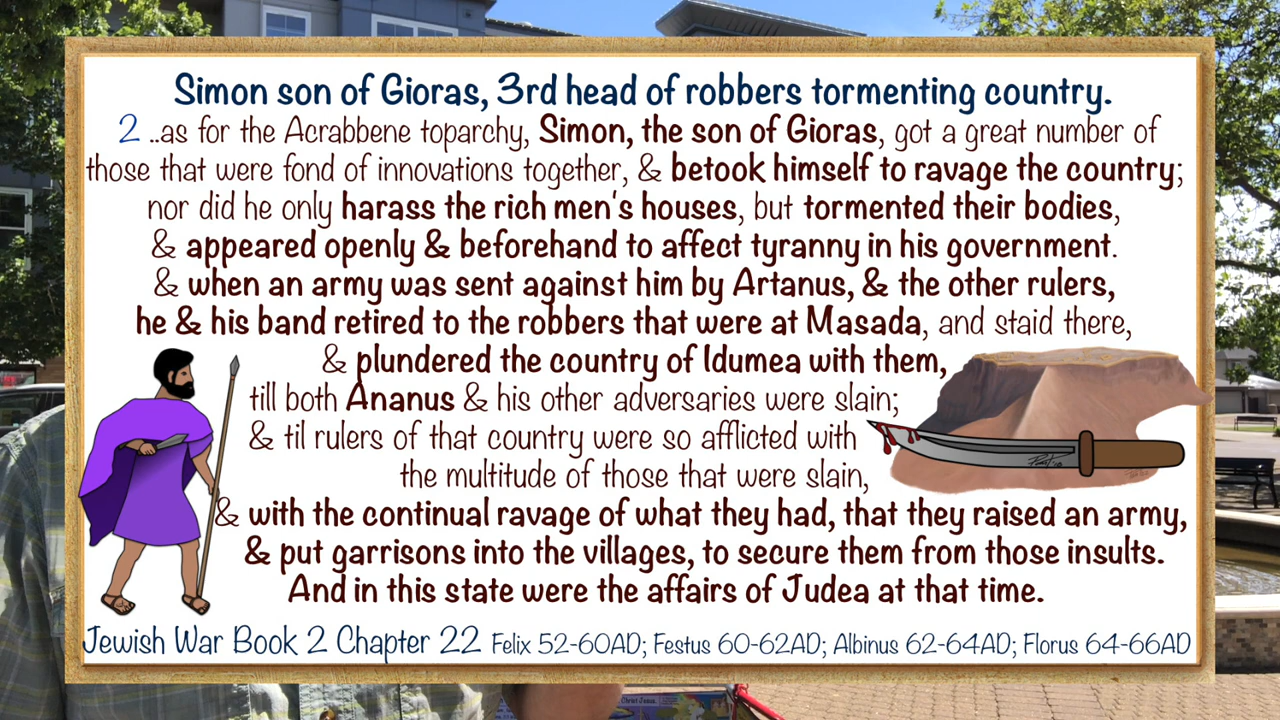 Simon son of Gioras, 3rd head of robbers tormenting country.
2 ..as for the Acrabbene toparchy, Simon, the son of Gioras, got a great number of
those that were fond of innovations together, & betook himself to ravage the country;
nor did he only harass the rich men's houses, but tormented their bodies,
& appeared openly & beforehand to affect tyranny in his government.
& when an army was sent against him by Artanus, & the other rulers,
he & his band retired to the robbers that were at Masada, and staid there,
& plundered the country of Idumea with them,
till both Ananus & his other adversaries were slain;
& til rulers of that country were so afflicted with
the multitude of those that were slain,
& with the continual ravage of what they had, that they raised an army,
& put garrisons into the villages, to secure them from those insults.
And in this state were the affairs of Judea at that time.
Jewish War Book 2 Chapter 22 Felix 52-60AD; Festus 60-62AD; Albinus 62-64AD; Florus 64-66AD
Christ Jesus